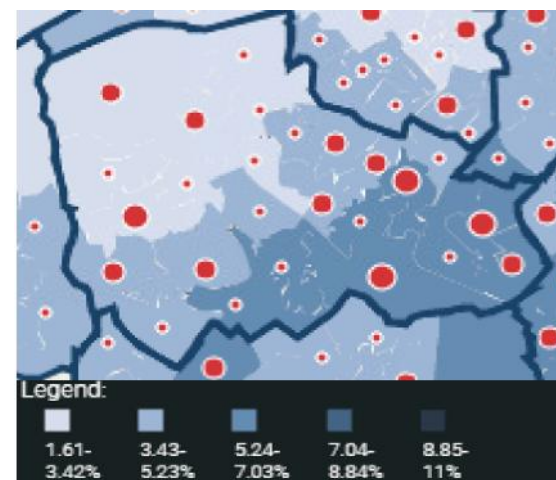 Legend:
1.61- 3.43- 5.24- 7.04- 8.85-
3.42% 5.23% 7.03% 8.84% 11%